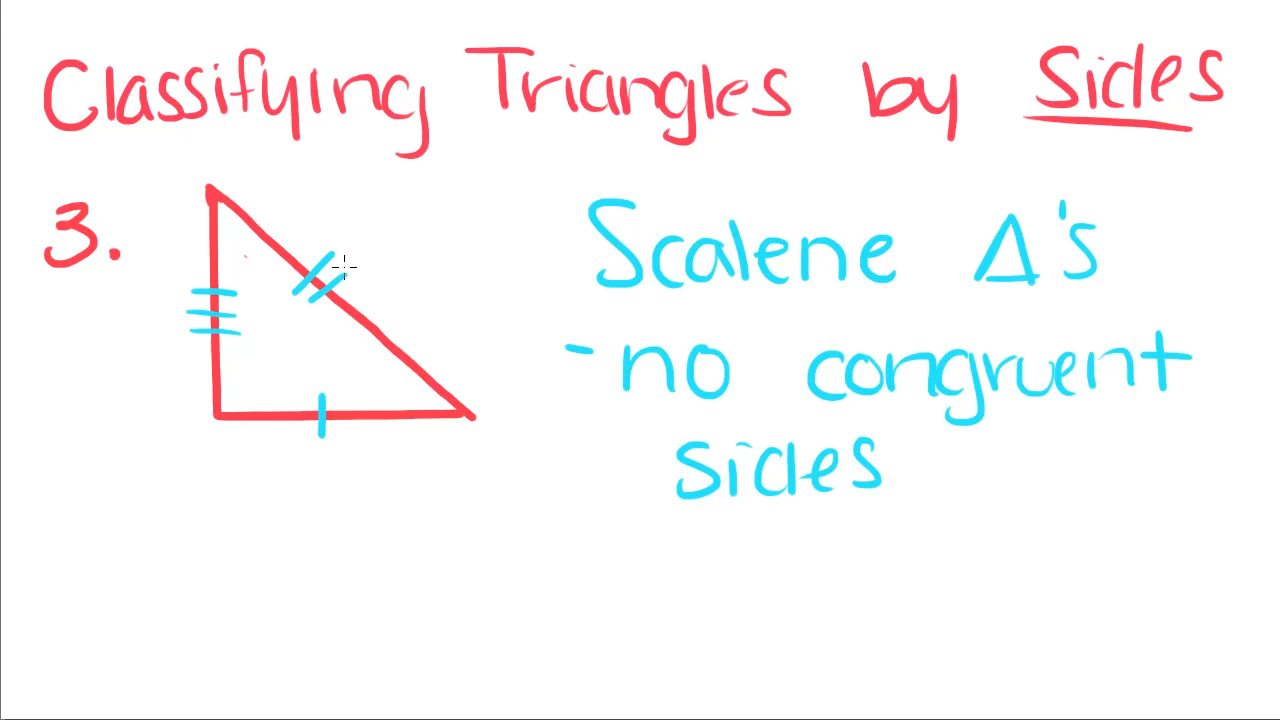 Classifying Triangles by Sides
3.
Scalene Δ's
-no congruent
sides